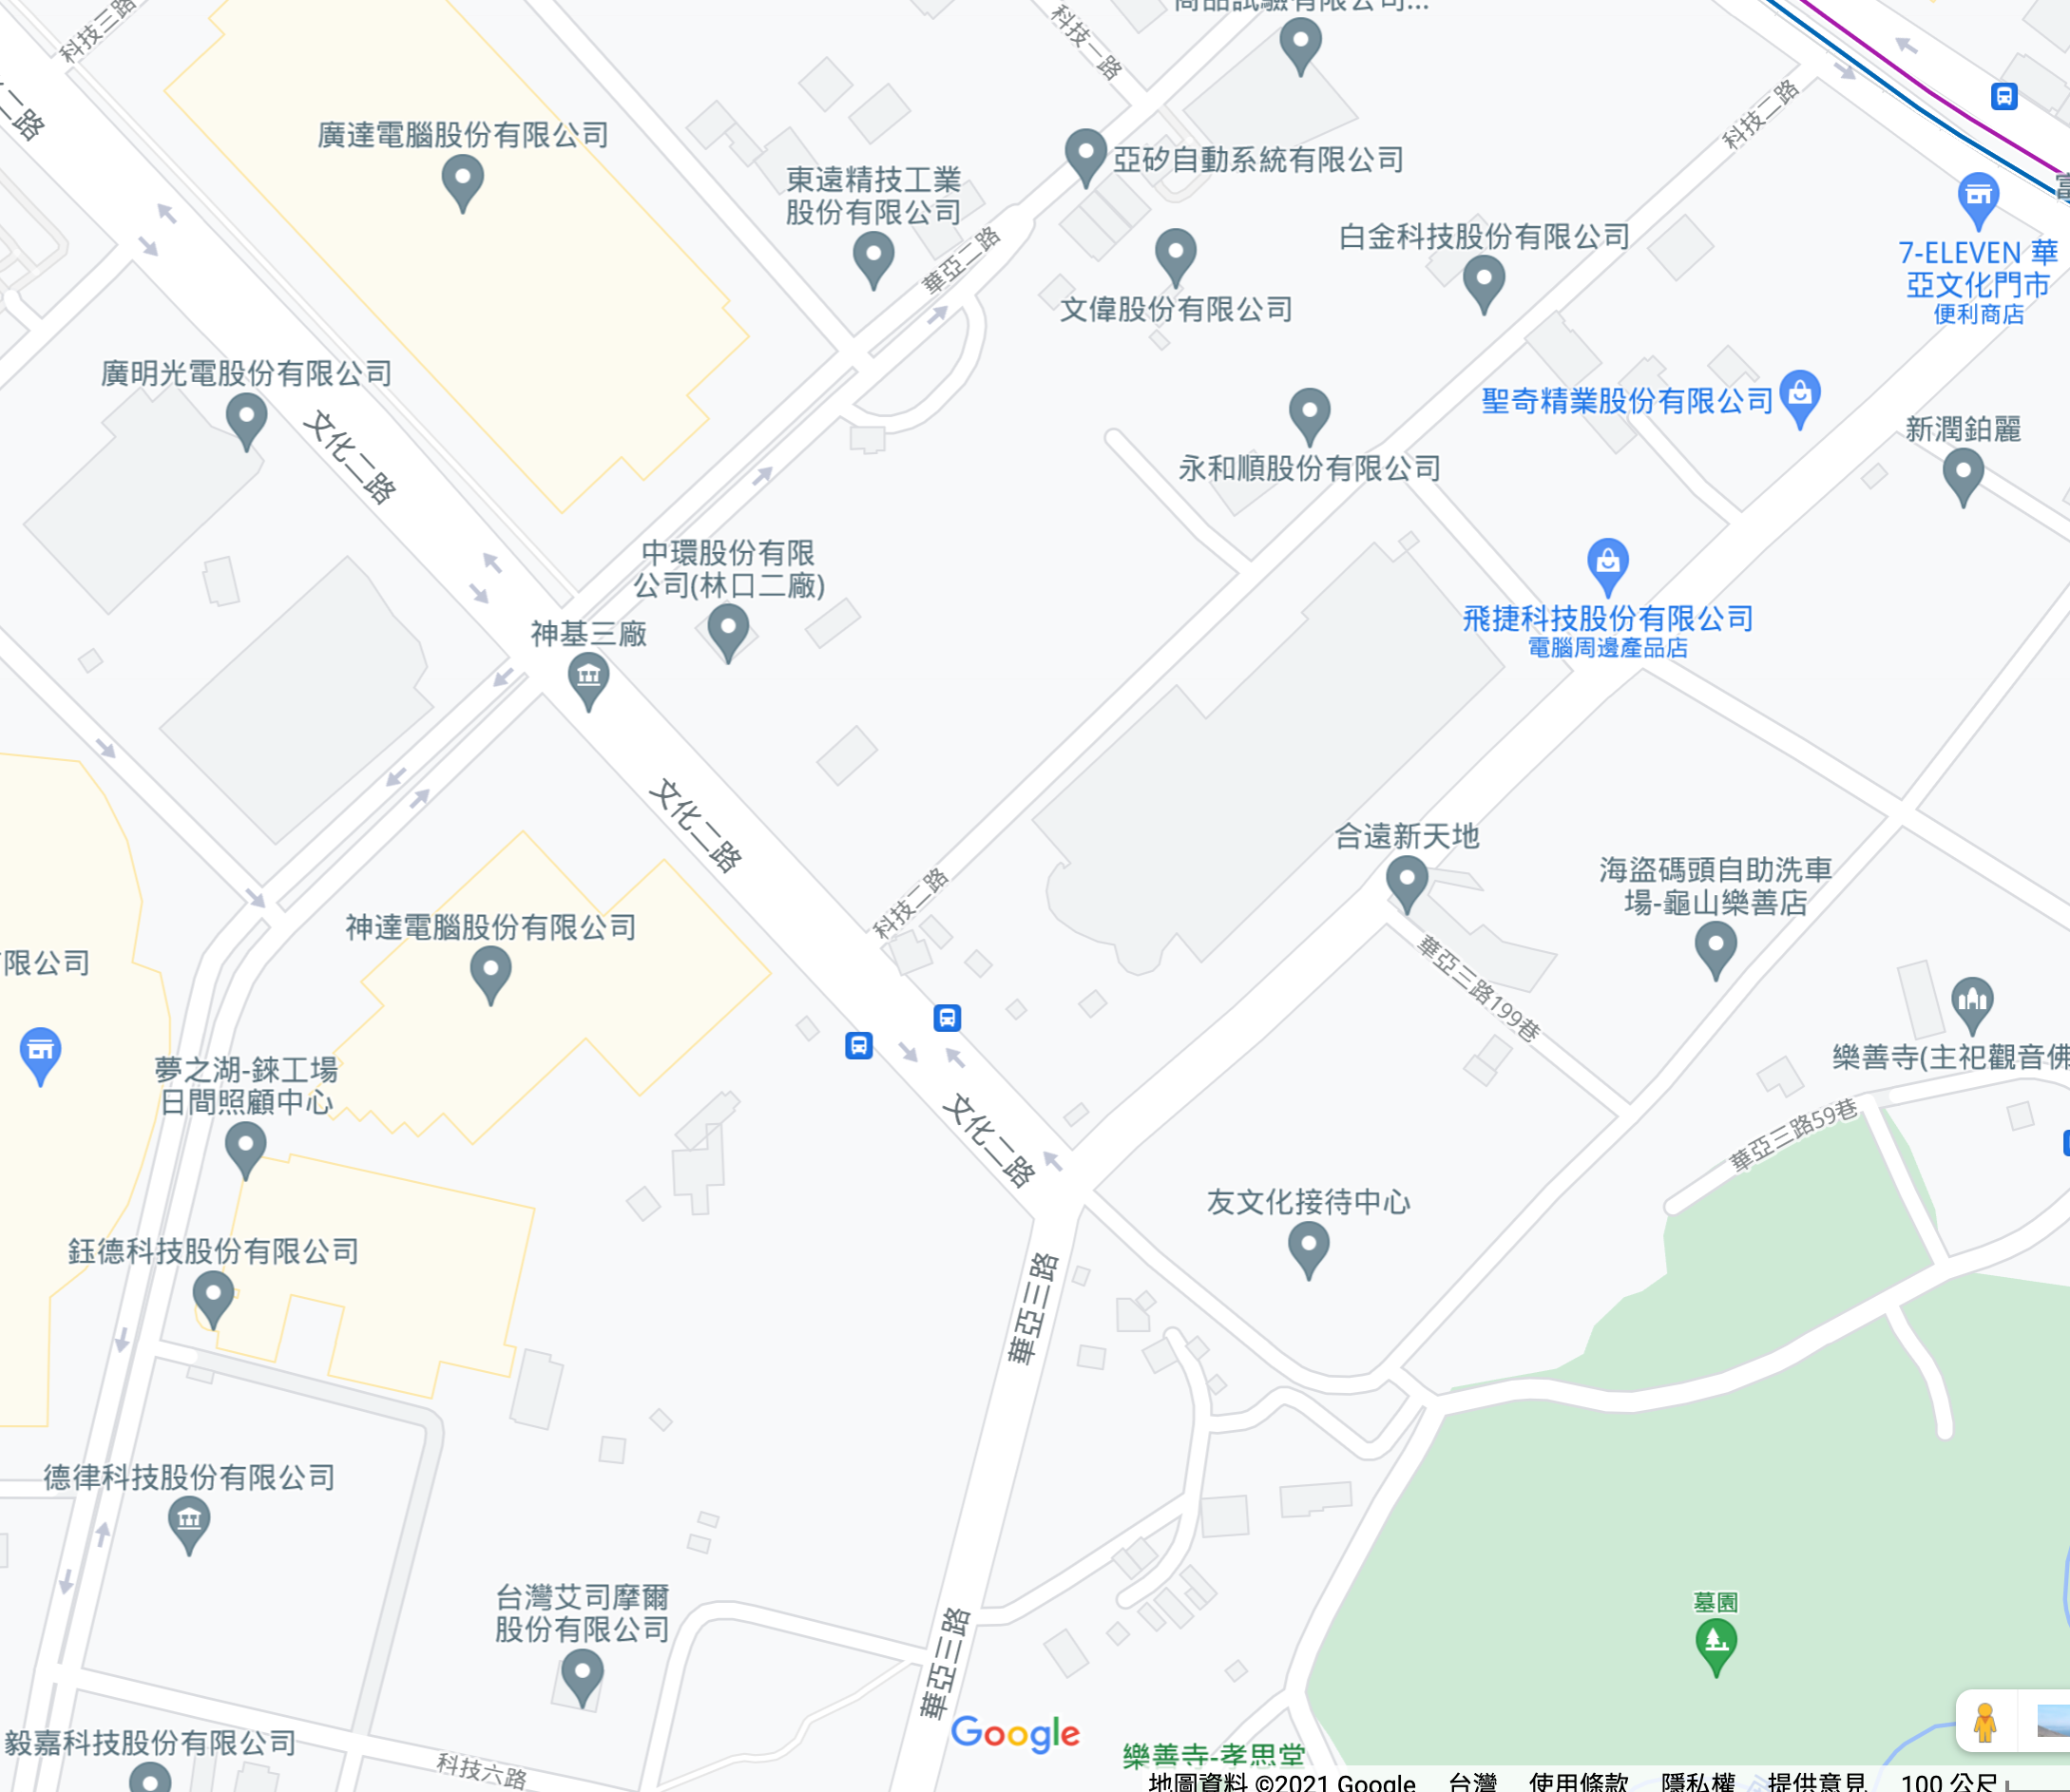 科技三路
科技一路
二路
廣達電腦股份有限公司
東遠精技工業
股份有限公司
亞矽自動系統有限公司
科技二路
華亞二路
白金科技股份有限公司
文偉股份有限公司
7-ELEVEN 華
亞文化門市
便利商店
廣明光電股份有限公司
聖奇精業股份有限公司
文化二路
永和順股份有限公司
新潤鉑麗
中環股份有限
公司(林口二廠)
神基三廠
飛捷科技股份有限公司
電腦周邊產品店
文化二路
合遠新天地
科技二路
海盜碼頭自助洗車
場-龜山樂善店
神達電腦股份有限公司
限公司
華亞三路199巷
樂善寺(主祀觀音佛
夢之湖-錸工場
日間照顧中心
文化二路
華亞三路59巷
友文化接待中心
鈺德科技股份有限公司
華亞三路
德律科技股份有限公司
台灣艾司摩爾
股份有限公司
墓園
華亞三路
毅嘉科技股份有限公司
科技六路
Google
樂善寺-孝思堂
地圖資料 ©2021 Google 台灣 使用條款 隱私權 提供意見 100 公尺